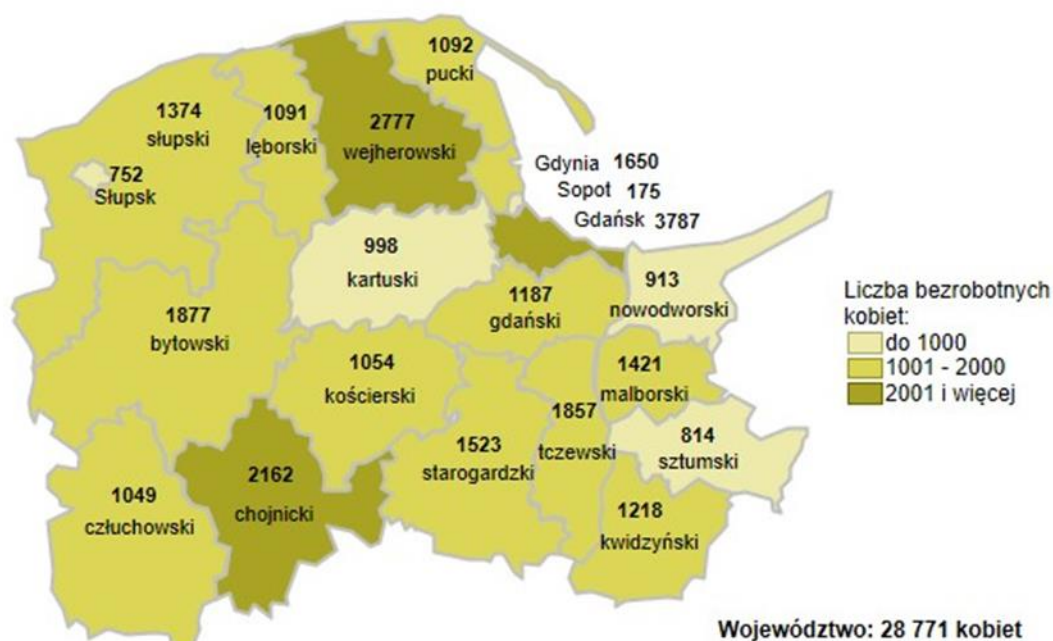 1092
pucki
1374
słupski
1091
lęborski
2777
wejherowski
752
Słupsk
Gdynia 1650
Sopot 175
Gdańsk 3787
998
kartuski
913
nowodworski
1187
gdański
1877
bytowski
1054
kościerski
1421
malborski
1857
tczewski
1523
starogardzki
814
sztumski
2162
chojnicki
1049
człuchowski
1218
kwidzyński
Liczba bezrobotnych
kobiet:
do 1000
1001 - 2000
2001 i więcej
Województwo: 28 771 kobiet